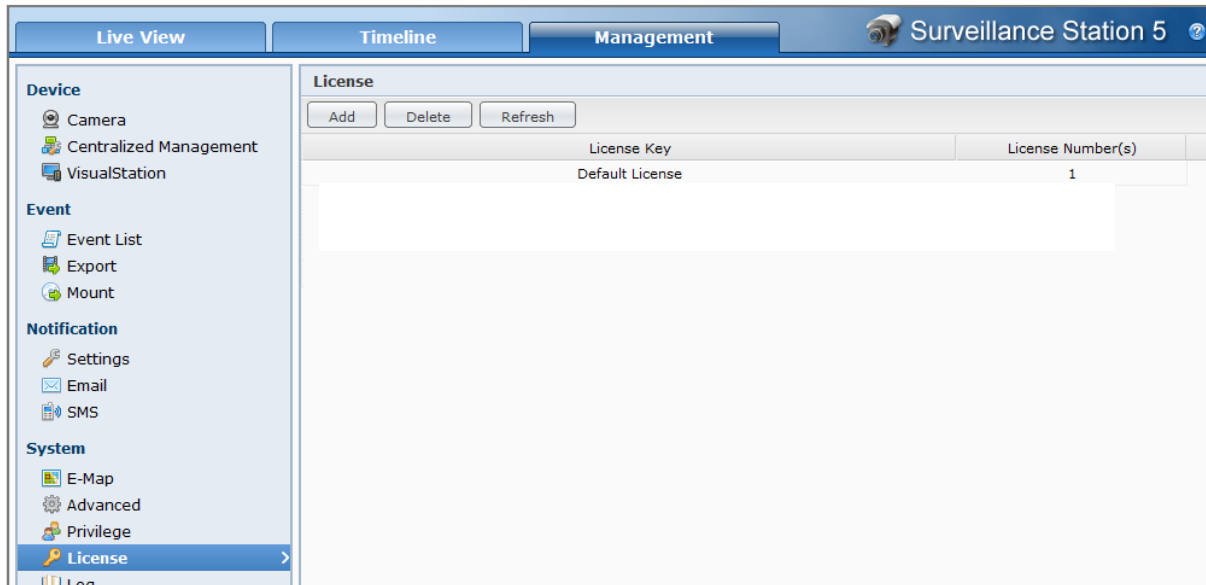 Live View
Timeline
Management
Surveillance Station 5
?
Device
Camera
Centralized Management
VisualStation
Event
Event List
Export
Mount
Notification
Settings
Email
SMS
System
E-Map
Advanced
Privilege
License
License
Add Delete Refresh
License Key License Number(s)
Default License 1